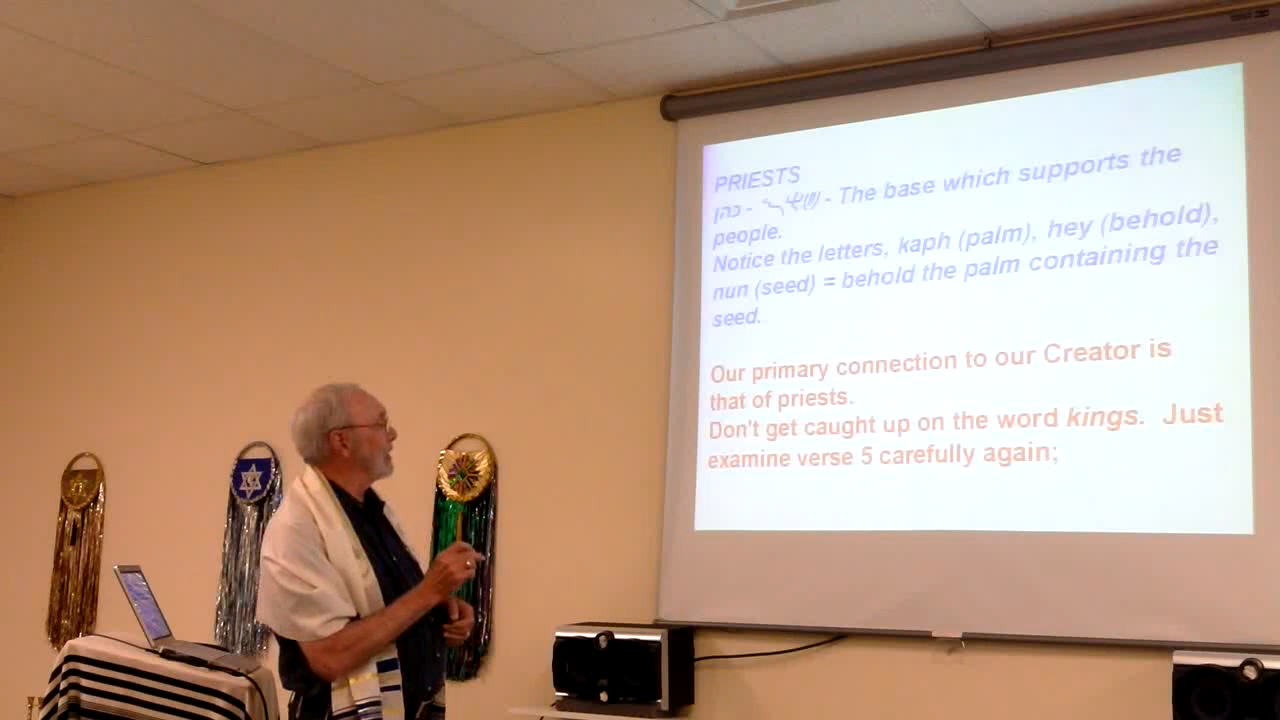 PRIESTS
כהן - - The base which supports the
people.
Notice the letters, kaph (palm), hey (behold),
nun (seed) = behold the palm containing the
seed.
Our primary connection to our Creator is
that of priests.
Don't get caught up on the word kings. Just
examine verse 5 carefully again;